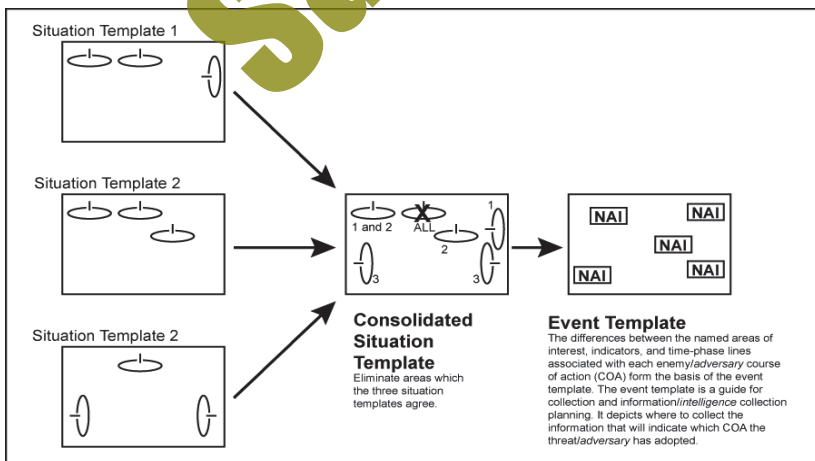 Situation Template 1
Situation Template 2
Situation Template 2
1 and 2
X
ALL
1
2
3
3
Consolidated
Situation
Template
Eliminate areas which
the three situation
templates agree.
NAI
NAI
NAI
NAI
NAI
Event Template
The differences between the named areas of
interest, indicators, and time-phase lines
associated with each enemy/adversary course
of action (COA) form the basis of the event
template. The event template is a guide for
collection and information/intelligence collection
planning. It depicts where to collect the
information that will indicate which COA the
threat/adversary has adopted.